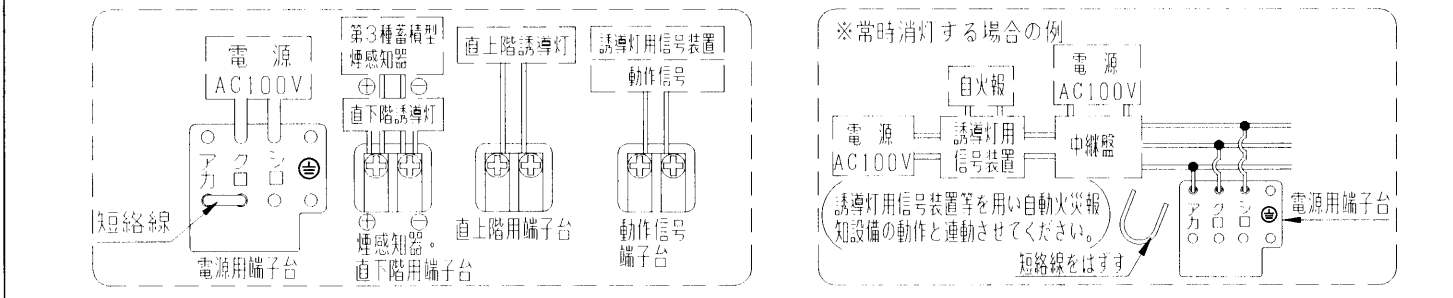 電源
AC100V
アカ
クロ
シロ
短絡線
電源用端子台
第3種蓄積型
煙感知器
⊕ ⊖
直下階誘導灯
⊕ ⊖
煙感知器・
直下階用端子台
直上階誘導灯
直上階用端子台
誘導灯用信号装置
動作信号
動作信号
端子台
※常時消灯する場合の例
自火報
電源
AC100V
電源
AC100V
誘導灯用
信号装置
中継盤
誘導灯用信号装置等を用い自動火災報
知設備の動作と連動させてください。
短絡線をはずす
アカ
クロ
シロ
電源用端子台